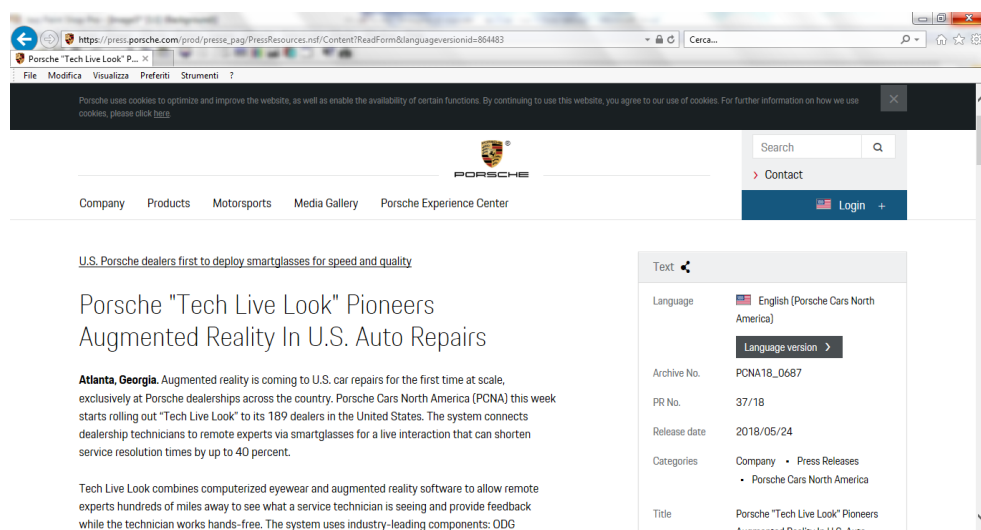 https://press.porsche.com/prod/presse_pag/PressResources.nsf/Content?ReadForm&languageversionid=864483
Cerca...
Porsche "Tech Live Look" P...
File Modifica Visualizza Preferiti Strumenti ?
Porsche uses cookies to optimize and improve the website, as well as enable the availability of certain functions. By continuing to use this website, you agree to our use of cookies. For further information on how we use
cookies, please click here.
PORSCHE
Search
> Contact
Company Products Motorsports Media Gallery Porsche Experience Center
Login +
U.S. Porsche dealers first to deploy smartglasses for speed and quality
Porsche "Tech Live Look" Pioneers
Augmented Reality In U.S. Auto Repairs
Atlanta, Georgia. Augmented reality is coming to U.S. car repairs for the first time at scale,
exclusively at Porsche dealerships across the country. Porsche Cars North America (PCNA) this week
starts rolling out "Tech Live Look" to its 189 dealers in the United States. The system connects
dealership technicians to remote experts via smartglasses for a live interaction that can shorten
service resolution times by up to 40 percent.
Tech Live Look combines computerized eyewear and augmented reality software to allow remote
experts hundreds of miles away to see what a service technician is seeing and provide feedback
while the technician works hands-free. The system uses industry-leading components: ODG
Text
Language English (Porsche Cars North
America)
Language version >
Archive No. PCNA18_0687
PR No. 37/18
Release date 2018/05/24
Categories Company • Press Releases
• Porsche Cars North America
Title Porsche "Tech Live Look" Pioneers
Augmented Reality In U.S. Auto